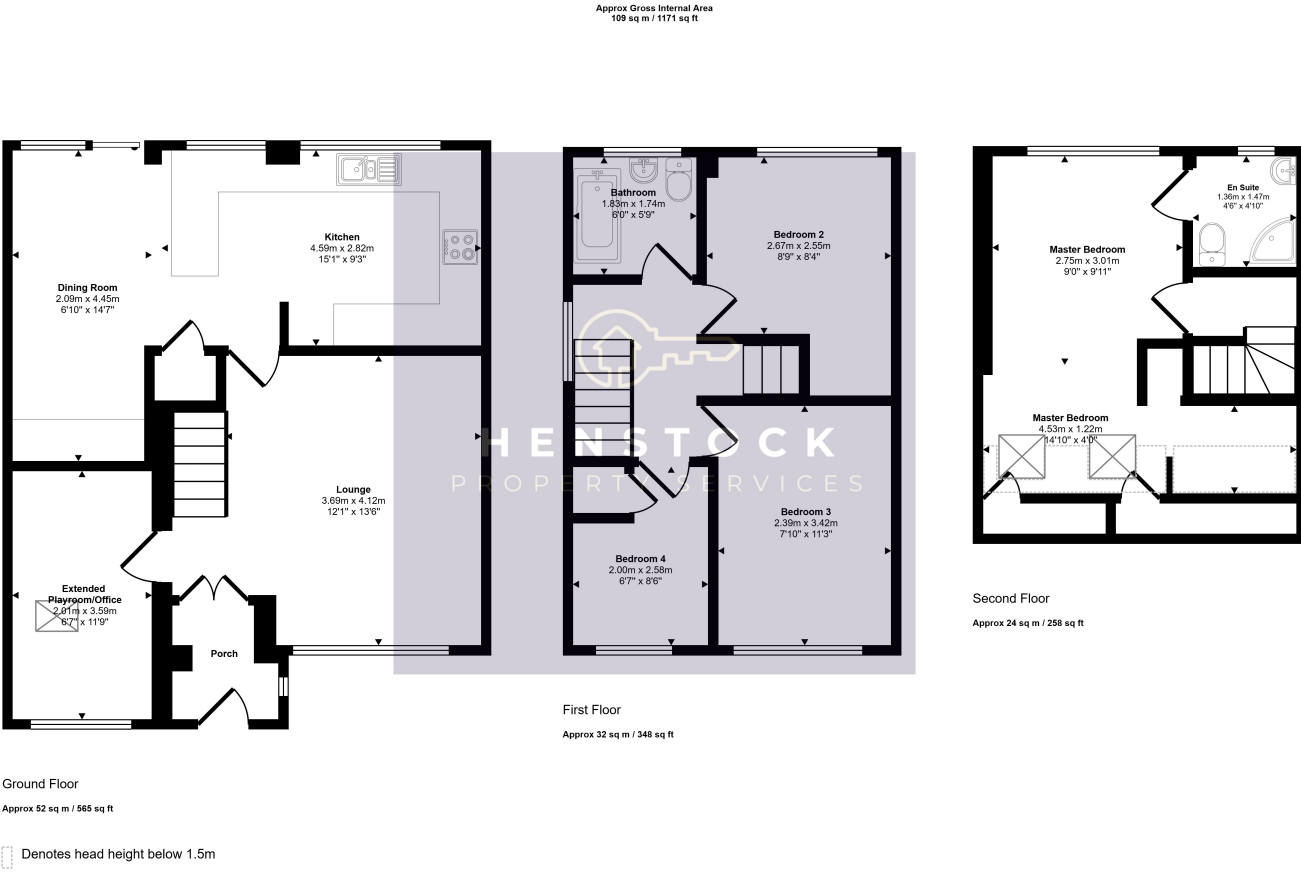 Approx Gross Internal Area
109 sq m / 1171 sq ft
Dining Room
2.09m x 4.45m
6'10" x 14'7"
Kitchen
4.59m x 2.82m
15'1" x 9'3"
Lounge
3.69m x 4.12m
12'1" x 13'6"
Extended
Playroom/Office
2.01m x 3.59m
6'7" x 11'9"
Porch
Ground Floor
Approx 52 sq m / 565 sq ft
Denotes head height below 1.5m
Bathroom
1.83m x 1.74m
6'0" x 5'9"
Bedroom 2
2.67m x 2.55m
8'9" x 8'4"
HENSTOCK
PROPERTY SERVICES
Bedroom 3
2.39m x 3.42m
7'10" x 11'3"
Bedroom 4
2.00m x 2.58m
6'7" x 8'6"
First Floor
Approx 32 sq m / 348 sq ft
En Suite
1.36m x 1.47m
4'6" x 4'10"
Master Bedroom
2.75m x 3.01m
9'0" x 9'11"
Master Bedroom
4.53m x 1.22m
14'10" x 4'0"
Second Floor
Approx 24 sq m / 258 sq ft